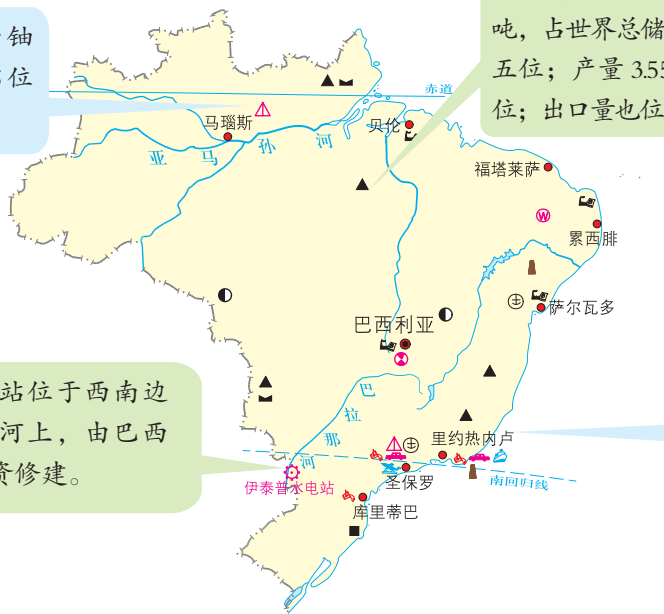 铀
位
吨，占世界总储
五位；产量 3.55
位；出口量也位
赤道
马瑙斯
贝伦
亚马孙河
福塔莱萨
W
累西腓
萨尔瓦多
巴西利亚
站位于西南边
河上，由巴西
资修建。
巴拉那河
里约热内卢
圣保罗
南回归线
伊泰普水电站
库里蒂巴